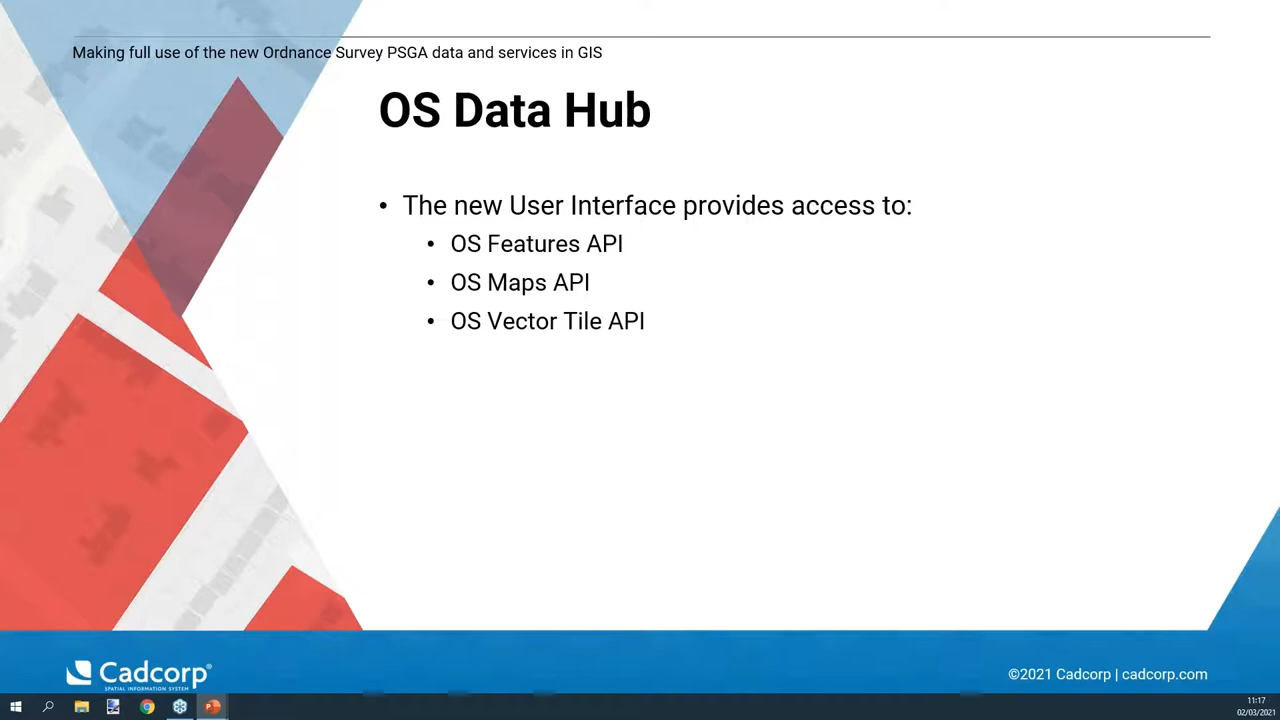 Making full use of the new Ordnance Survey PSGA data and services in GIS
OS Data Hub
• The new User Interface provides access to:
• OS Features API
• OS Maps API
• OS Vector Tile API
Cadcorp®
SPATIAL INFORMATION SYSTEM
©2021 Cadcorp | cadcorp.com
11:17
02/03/2021